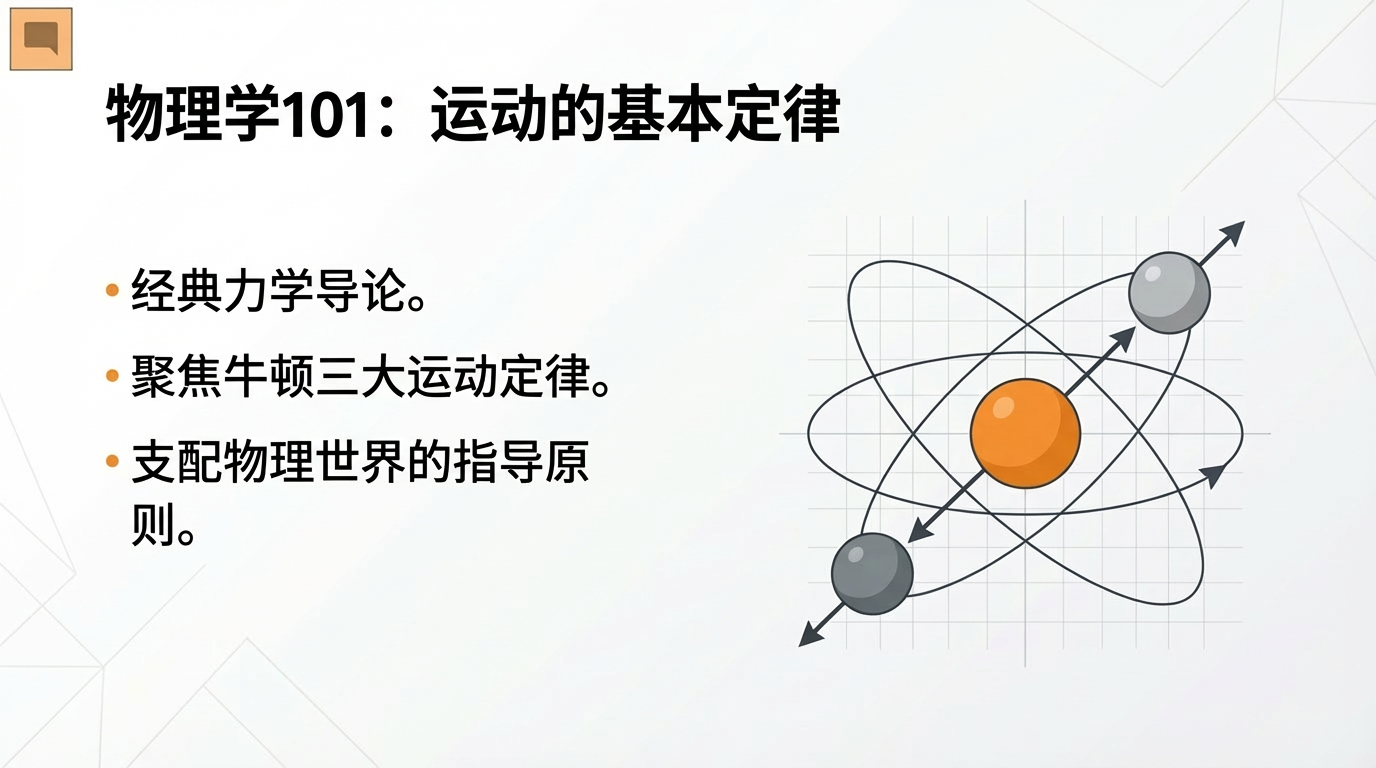 物理学101：运动的基本定律
• 经典力学导论。
• 聚焦牛顿三大运动定律。
• 支配物理世界的指导原
则。